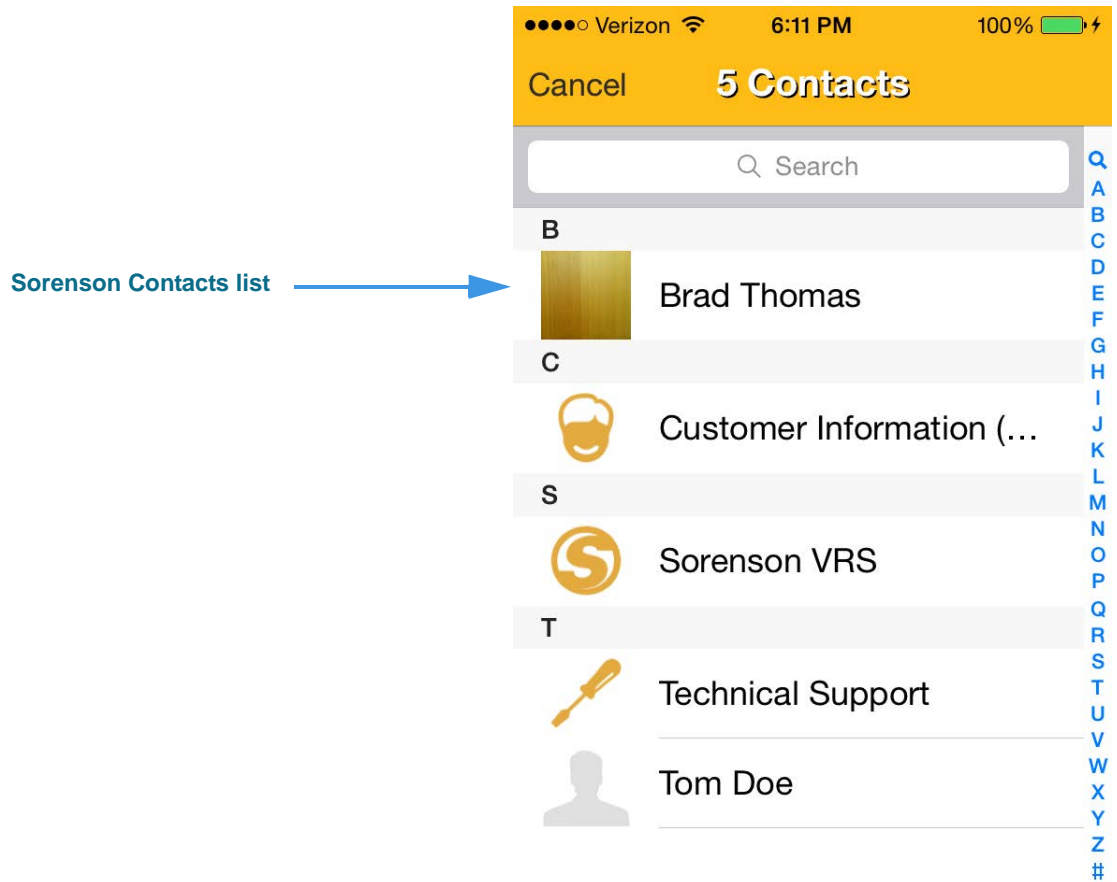 Verizon 6:11 PM 100%
Cancel 5 Contacts
Search
B
Sorenson Contacts list
Brad Thomas
C
Customer Information (...
S
Sorenson VRS
T
Technical Support
Tom Doe
A
B
C
D
E
F
G
H
I
J
K
L
M
N
O
P
Q
R
S
T
U
V
W
X
Y
Z
#